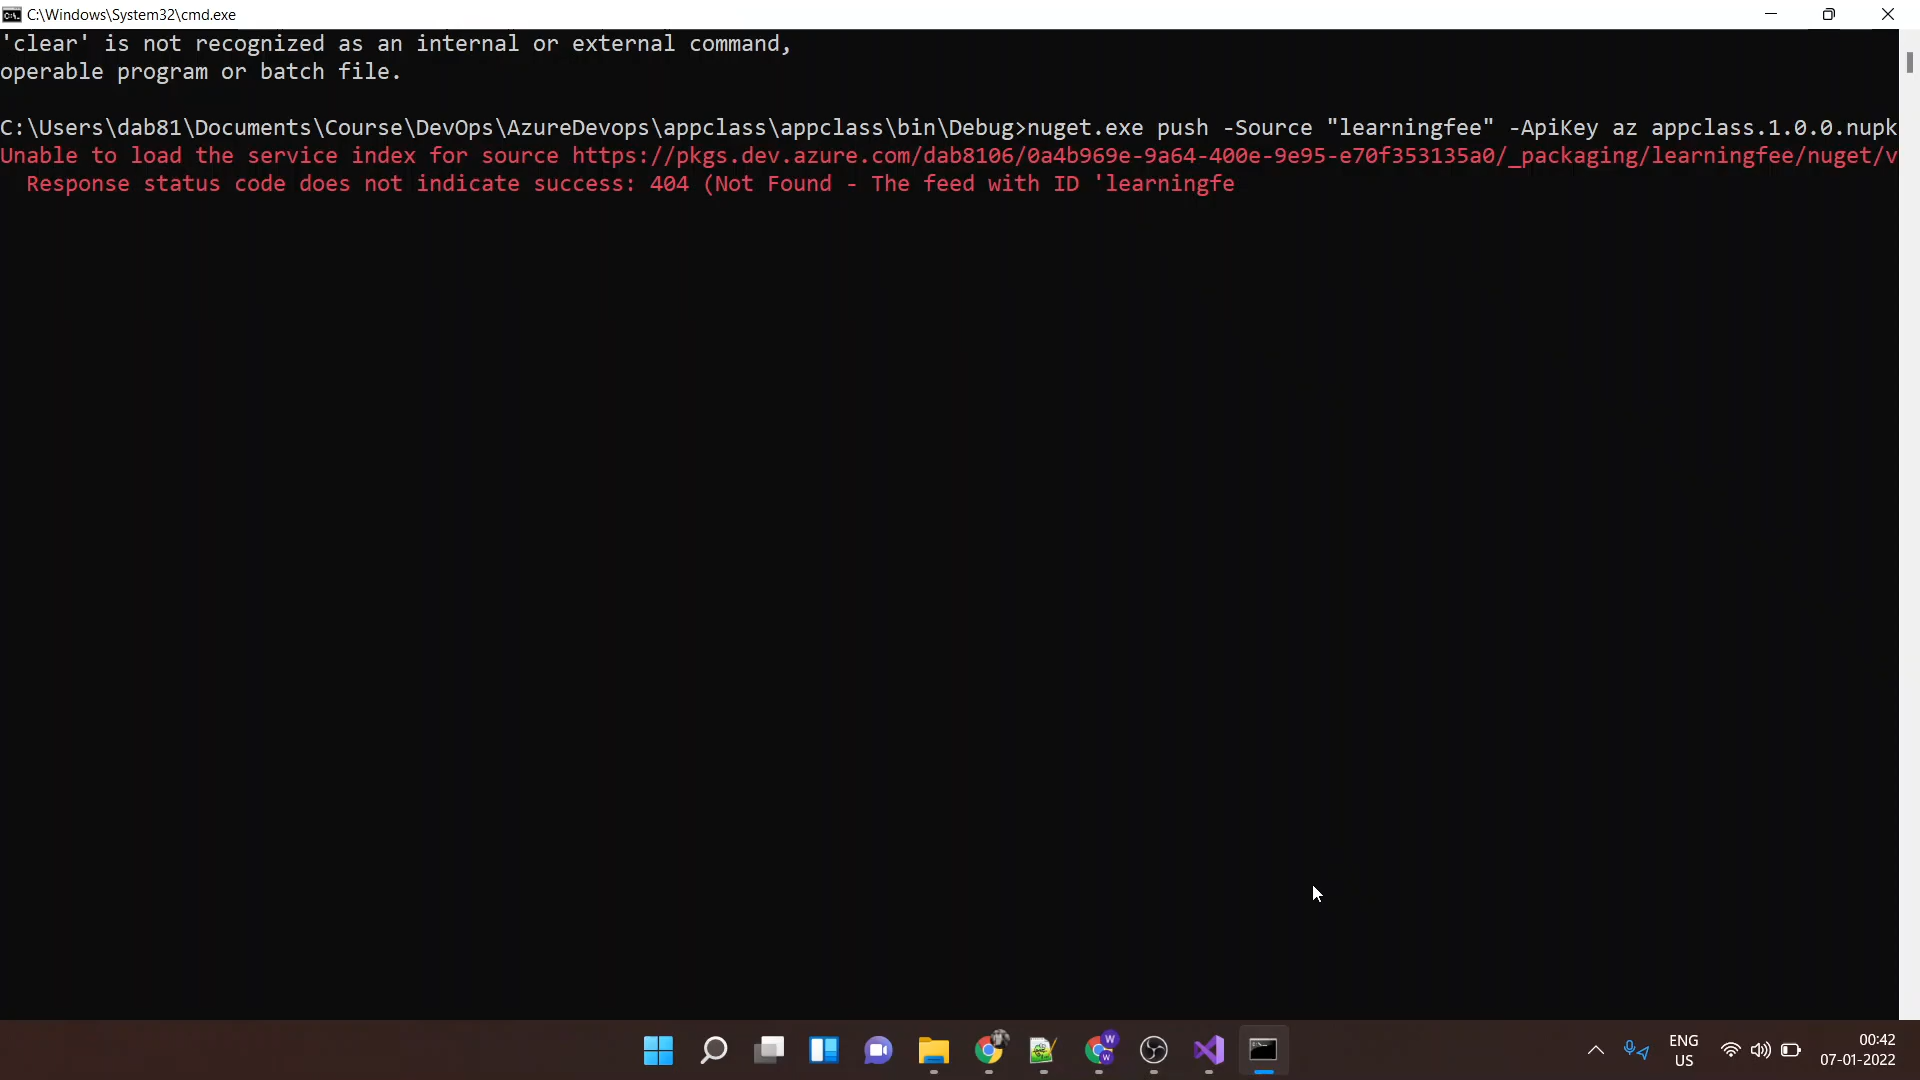 C:\Windows\System32\cmd.exe
'clear' is not recognized as an internal or external command,
operable program or batch file.
C:\Users\dab81\Documents\Course\DevOps\AzureDevops\appclass\appclass\bin\Debug>nuget.exe push -Source "learningfee" -ApiKey az appclass.1.0.0.nupk
Unable to load the service index for source https://pkgs.dev.azure.com/dab8106/0a4b969e-9a64-400e-9e95-e70f353135a0/_packaging/learningfee/nuget/v
Response status code does not indicate success: 404 (Not Found - The feed with ID 'learningfe
ENG
US
00:42
07-01-2022